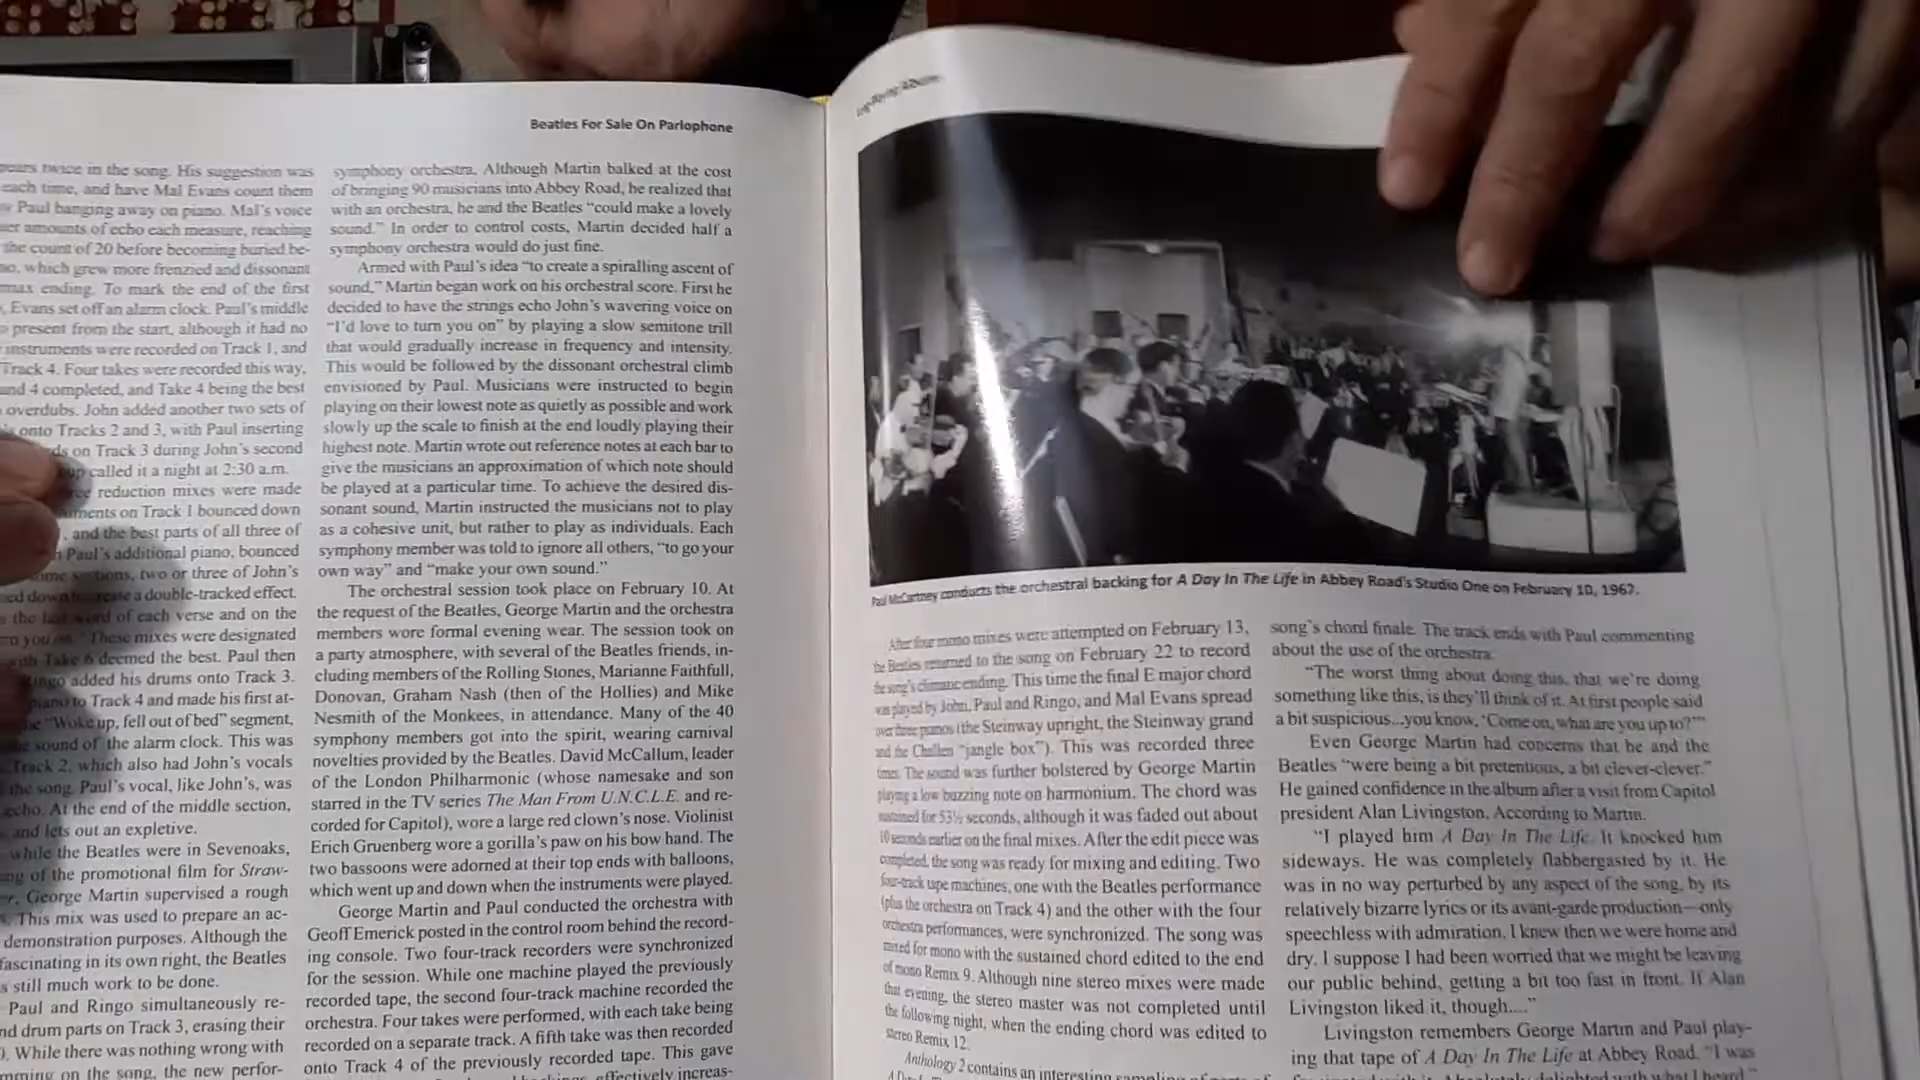 Beatles For Sale On Parlophone
twice in the song. His suggestion was
each time, and have Mal Evans count them
Paul banging away on piano. Mal's voice
amounts of echo each measure, reaching
the count of 20 before becoming buried be-
which grew more frenzied and dissonant
ending. To mark the end of the first
Evans set off an alarm clock. Paul's middle
present from the start, although it had no
instruments were recorded on Track 1, and
Track 4. Four takes were recorded this way,
and 4 completed, and Take 4 being the best
overdubs. John added another two sets of
onto Tracks 2 and 3, with Paul inserting
on Track 3 during John's second
called it a night at 2:30 a.m.
reduction mixes were made
on Track 1 bounced down
, and the best parts of all three of
Paul's additional piano, bounced
two or three of John's
create a double-tracked effect.
the last word of each verse and on the
These mixes were designated
Take 6 deemed the best. Paul then
added his drums onto Track 3.
piano to Track 4 and made his first at-
"Woke up, fell out of bed" segment,
sound of the alarm clock. This was
Track 2, which also had John's vocals
the song. Paul's vocal, like John's, was
echo. At the end of the middle section,
and lets out an expletive.
while the Beatles were in Sevenoaks,
of the promotional film for Straw-
George Martin supervised a rough
This mix was used to prepare an ac-
demonstration purposes. Although the
fascinating in its own right, the Beatles
still much work to be done.
Paul and Ringo simultaneously re-
drum parts on Track 3, erasing their
). While there was nothing wrong with
on the song, the new perfor-
symphony orchestra. Although Martin balked at the cost
of bringing 90 musicians into Abbey Road, he realized that
with an orchestra, he and the Beatles "could make a lovely
sound." In order to control costs, Martin decided half a
symphony orchestra would do just fine.
Armed with Paul's idea "to create a spiralling ascent of
sound," Martin began work on his orchestral score. First he
decided to have the strings echo John's wavering voice on
"I'd love to turn you on" by playing a slow semitone trill
that would gradually increase in frequency and intensity.
This would be followed by the dissonant orchestral climb
envisioned by Paul. Musicians were instructed to begin
playing on their lowest note as quietly as possible and work
slowly up the scale to finish at the end loudly playing their
highest note. Martin wrote out reference notes at each bar to
give the musicians an approximation of which note should
be played at a particular time. To achieve the desired dis-
sonant sound, Martin instructed the musicians not to play
as a cohesive unit, but rather to play as individuals. Each
symphony member was told to ignore all others, "to go your
own way" and "make your own sound."
The orchestral session took place on February 10. At
the request of the Beatles, George Martin and the orchestra
members wore formal evening wear. The session took on
a party atmosphere, with several of the Beatles friends, in-
cluding members of the Rolling Stones, Marianne Faithfull,
Donovan, Graham Nash (then of the Hollies) and Mike
Nesmith of the Monkees, in attendance. Many of the 40
symphony members got into the spirit, wearing carnival
novelties provided by the Beatles. David McCallum, leader
of the London Philharmonic (whose namesake and son
starred in the TV series The Man From U.N.C.L.E. and re-
corded for Capitol), wore a large red clown's nose. Violinist
Erich Gruenberg wore a gorilla's paw on his bow hand. The
two bassoons were adorned at their top ends with balloons,
which went up and down when the instruments were played.
George Martin and Paul conducted the orchestra with
Geoff Emerick posted in the control room behind the record-
ing console. Two four-track recorders were synchronized
for the session. While one machine played the previously
recorded tape, the second four-track machine recorded the
orchestra. Four takes were performed, with each take being
recorded on a separate track. A fifth take was then recorded
onto Track 4 of the previously recorded tape. This gave
effectively increas-
Paul McCartney conducts the orchestral backing for A Day In The Life in Abbey Road's Studio One on February 10, 1967.
After four mono mixes were attempted on February 13,
the Beatles returned to the song on February 22 to record
the song's climatic ending. This time the final E major chord
was played by John, Paul and Ringo, and Mal Evans spread
over three pianos (the Steinway upright, the Steinway grand
and the Challen "jangle box"). This was recorded three
times. The sound was further bolstered by George Martin
playing a low buzzing note on harmonium. The chord was
sustained for 53½ seconds, although it was faded out about
10 seconds earlier on the final mixes. After the edit piece was
completed, the song was ready for mixing and editing. Two
four-track tape machines, one with the Beatles performance
(plus the orchestra on Track 4) and the other with the four
orchestra performances, were synchronized. The song was
mixed for mono with the sustained chord edited to the end
of mono Remix 9. Although nine stereo mixes were made
that evening, the stereo master was not completed until
the following night, when the ending chord was edited to
stereo Remix 12.
Anthology 2 contains an interesting sampling of parts of
song's chord finale. The track ends with Paul commenting
about the use of the orchestra.
"The worst thing about doing this, that we're doing
something like this, is they'll think of it. At first people said
a bit suspicious...you know, 'Come on, what are you up to?'"
Even George Martin had concerns that he and the
Beatles "were being a bit pretentious, a bit clever-clever."
He gained confidence in the album after a visit from Capitol
president Alan Livingston. According to Martin.
"I played him A Day In The Life. It knocked him
sideways. He was completely flabbergasted by it. He
was in no way perturbed by any aspect of the song, by its
relatively bizarre lyrics or its avant-garde production—only
speechless with admiration. I knew then we were home and
dry. I suppose I had been worried that we might be leaving
our public behind, getting a bit too fast in front. If Alan
Livingston liked it, though...."
Livingston remembers George Martin and Paul play-
ing that tape of A Day In The Life at Abbey Road. "I was